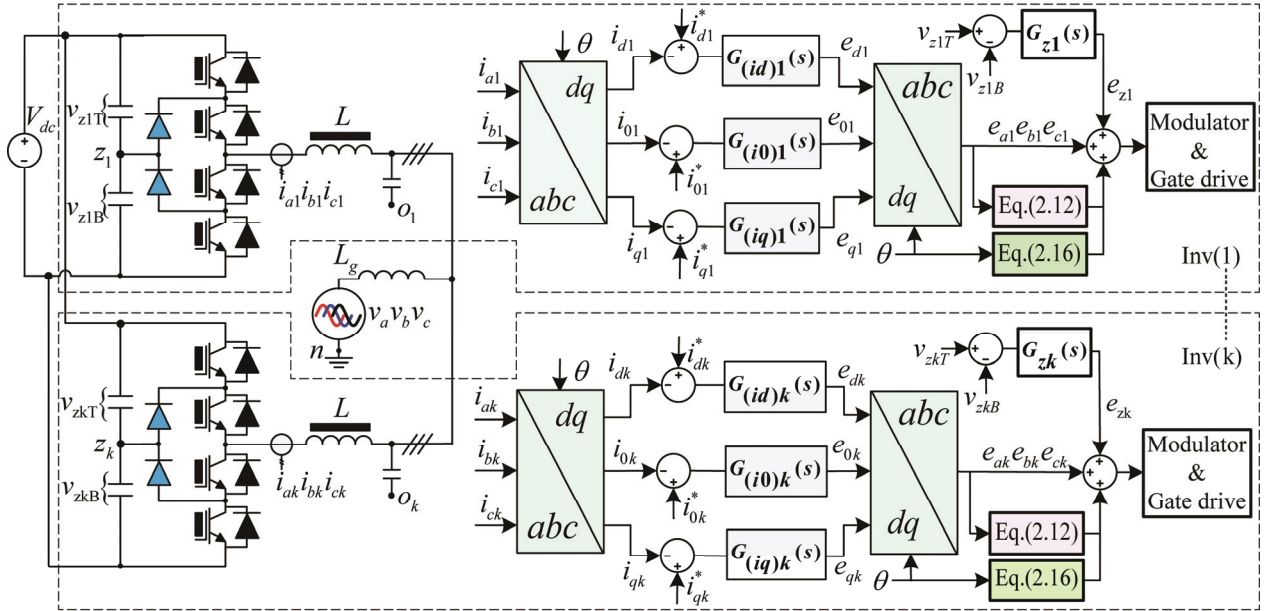 V_dc
v_z1T
z_1
v_z1B
L
i_a1 i_b1 i_c1
o_1
L_g
v_a v_b v_c
n
v_zkT
z_k
v_zkB
L
i_ak i_bk i_ck
o_k
i_a1
i_b1
i_c1
θ
dq
abc
i_d1
i*_d1
G_(id)1(s)
e_d1
i_01
i*_01
G_(i0)1(s)
e_01
i_q1
i*_q1
G_(iq)1(s)
e_q1
abc
dq
θ
v_z1T
v_z1B
G_z1(s)
e_z1
e_a1 e_b1 e_c1
Eq.(2.12)
Eq.(2.16)
Modulator
&
Gate drive
Inv(1)
Inv(k)
i_ak
i_bk
i_ck
θ
dq
abc
i_dk
i*_dk
G_(id)k(s)
e_dk
i_0k
i*_0k
G_(i0)k(s)
e_0k
i_qk
i*_qk
G_(iq)k(s)
e_qk
abc
dq
θ
v_zkT
v_zkB
G_zk(s)
e_zk
e_ak e_bk e_ck
Eq.(2.12)
Eq.(2.16)
Modulator
&
Gate drive